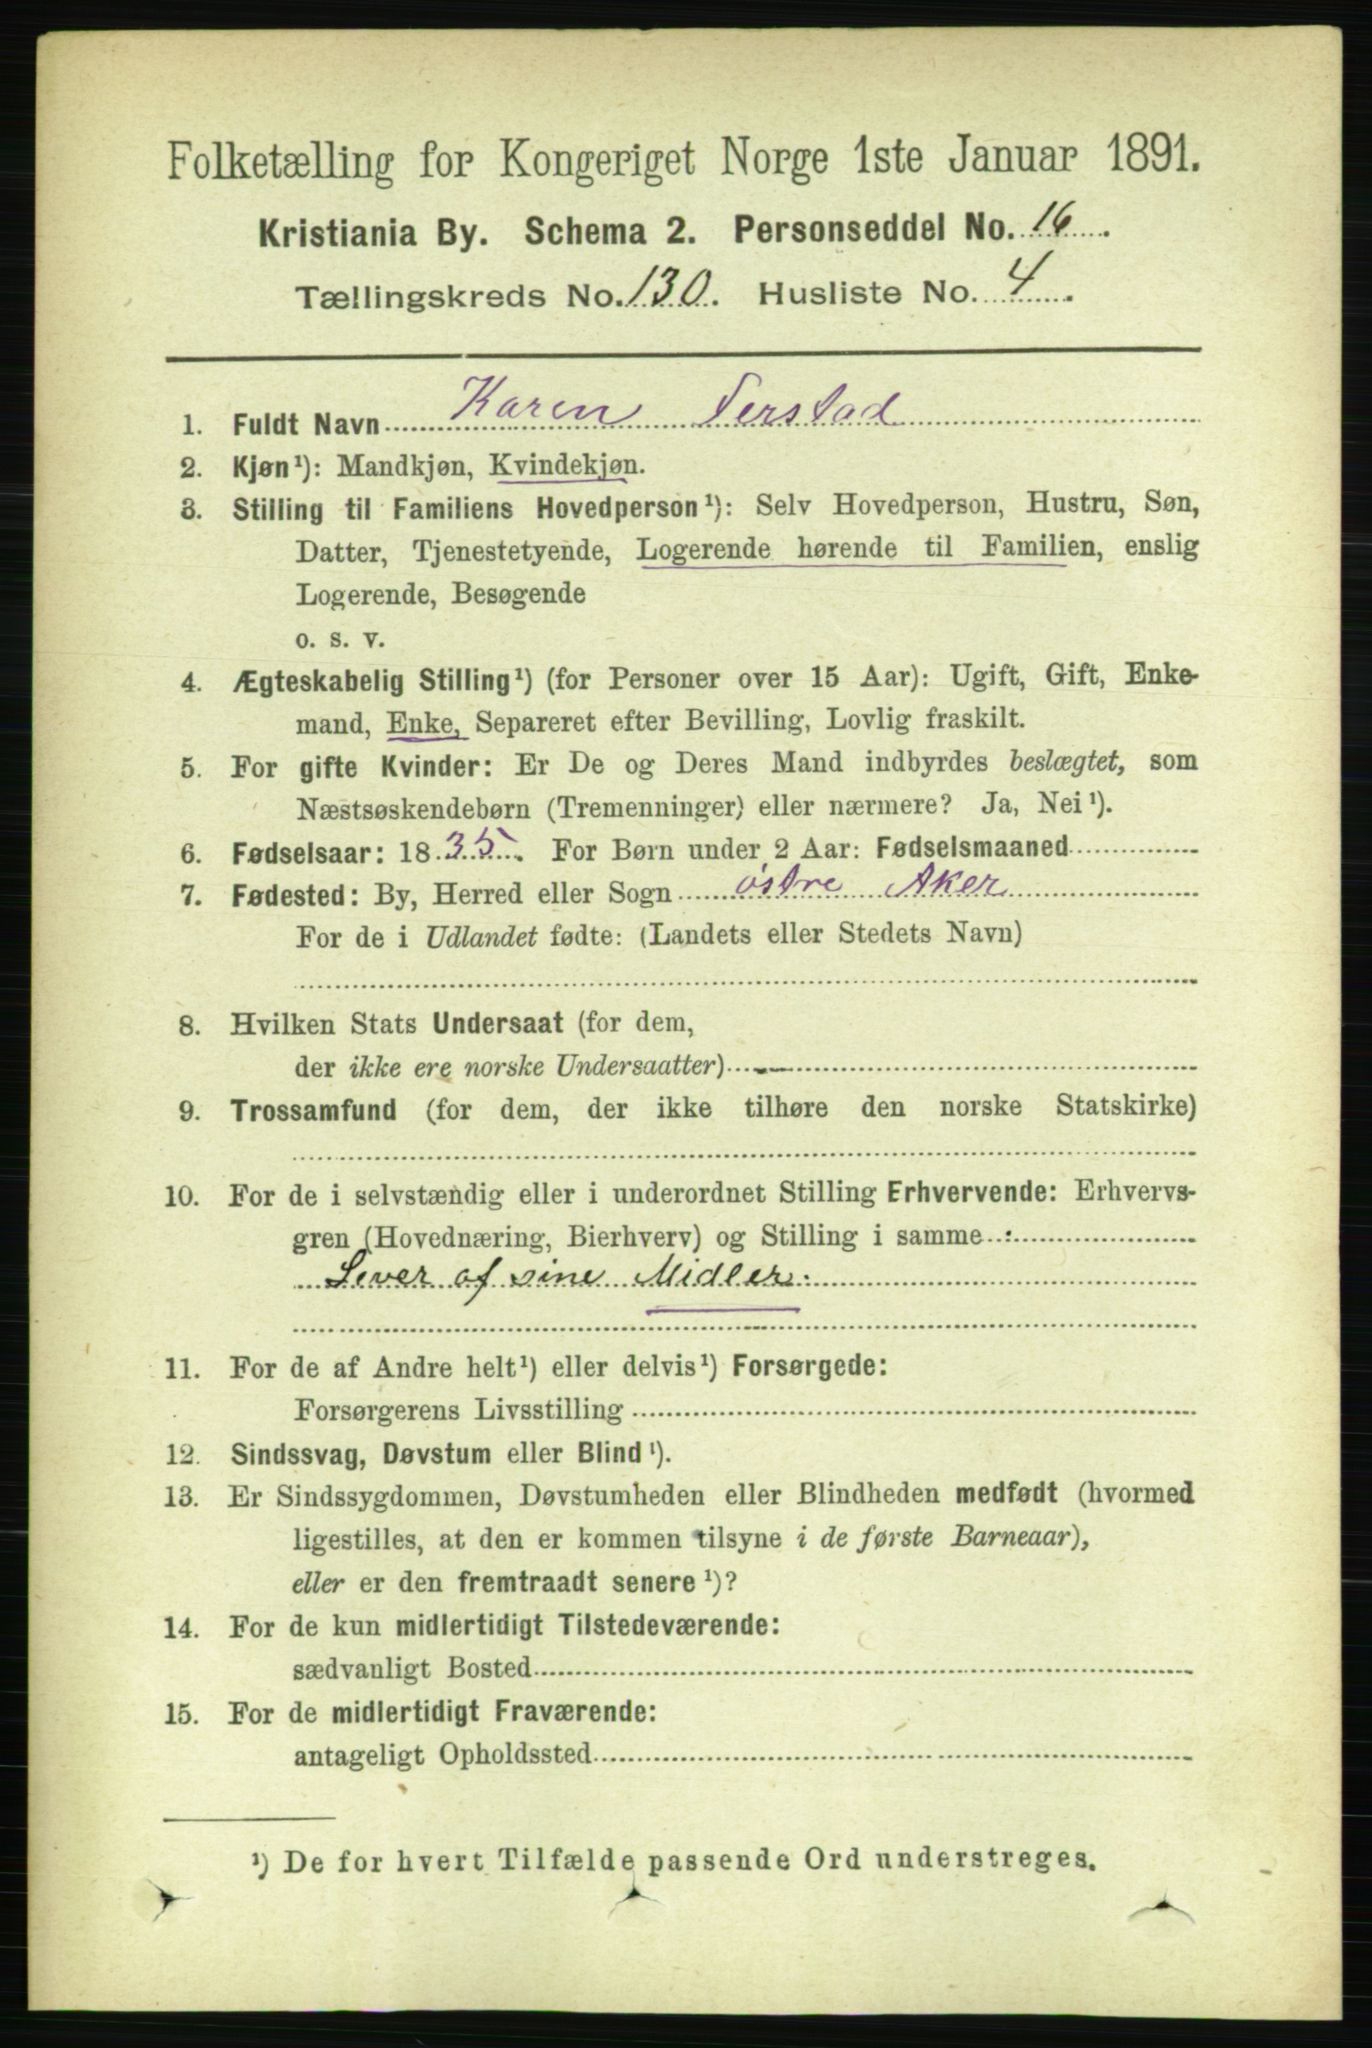 Folketælling for Kongeriget Norge 1ste Januar 1891.
Kristiania By. Schema 2. Personseddel No. 16.
Tællingskreds No. 130. Husliste No. 4.
1. Fuldt Navn Karen Ferstad
2. Kjøn¹): Mandkjøn, Kvindekjøn.
3. Stilling til Familiens Hovedperson¹): Selv Hovedperson, Hustru, Søn,
Datter, Tjenestetyende, Logerende hørende til Familien, enslig
Logerende, Besøgende
o. s. v.
4. Ægteskabelig Stilling¹) (for Personer over 15 Aar): Ugift, Gift, Enke-
mand, Enke, Separeret efter Bevilling, Lovlig fraskilt.
5. For gifte Kvinder: Er De og Deres Mand indbyrdes beslægtet, som
Næstsøskendebørn (Tremenninger) eller nærmere? Ja, Nei¹).
6. Fødselsaar: 1835. For Børn under 2 Aar: Fødselsmaaned
7. Fødested: By, Herred eller Sogn østre Aker
For de i Udlandet fødte: (Landets eller Stedets Navn)
8. Hvilken Stats Undersaat (for dem,
der ikke ere norske Undersaatter)
9. Trossamfund (for dem, der ikke tilhøre den norske Statskirke)
10. For de i selvstændig eller i underordnet Stilling Erhvervende: Erhvervs-
gren (Hovednæring, Bierhverv) og Stilling i samme :
Lever af sine Midler.
11. For de af Andre helt¹) eller delvis¹) Forsørgede:
Forsørgerens Livsstilling
12. Sindssvag, Døvstum eller Blind¹).
13. Er Sindssygdommen, Døvstumheden eller Blindheden medfødt (hvormed
ligestilles, at den er kommen tilsyne i de første Barneaar),
eller er den fremtraadt senere¹)?
14. For de kun midlertidigt Tilstedeværende:
sædvanligt Bosted
15. For de midlertidigt Fraværende:
antageligt Opholdssted
¹) De for hvert Tilfælde passende Ord understreges.